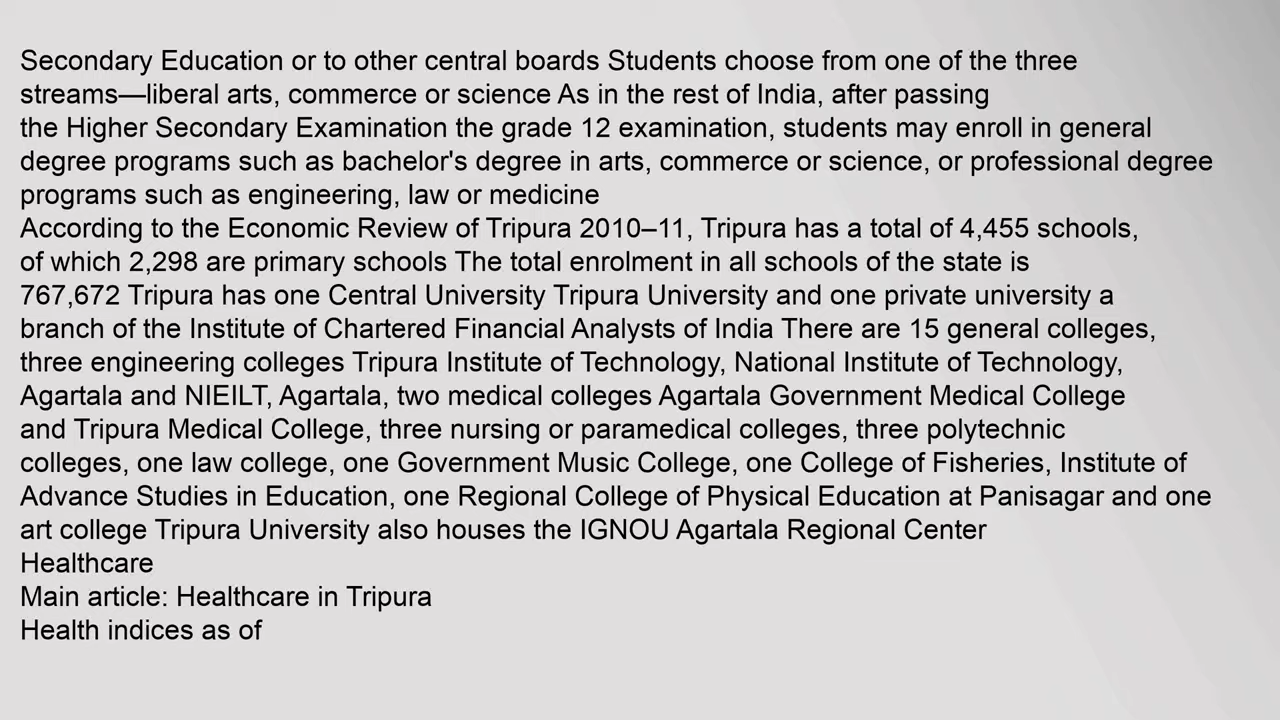 Secondary Education or to other central boards Students choose from one of the three
streams—liberal arts, commerce or science As in the rest of India, after passing
the Higher Secondary Examination the grade 12 examination, students may enroll in general
degree programs such as bachelor's degree in arts, commerce or science, or professional degree
programs such as engineering, law or medicine
According to the Economic Review of Tripura 2010–11, Tripura has a total of 4,455 schools,
of which 2,298 are primary schools The total enrolment in all schools of the state is
767,672 Tripura has one Central University Tripura University and one private university a
branch of the Institute of Chartered Financial Analysts of India There are 15 general colleges,
three engineering colleges Tripura Institute of Technology, National Institute of Technology,
Agartala and NIEILT, Agartala, two medical colleges Agartala Government Medical College
and Tripura Medical College, three nursing or paramedical colleges, three polytechnic
colleges, one law college, one Government Music College, one College of Fisheries, Institute of
Advance Studies in Education, one Regional College of Physical Education at Panisagar and one
art college Tripura University also houses the IGNOU Agartala Regional Center
Healthcare
Main article: Healthcare in Tripura
Health indices as of